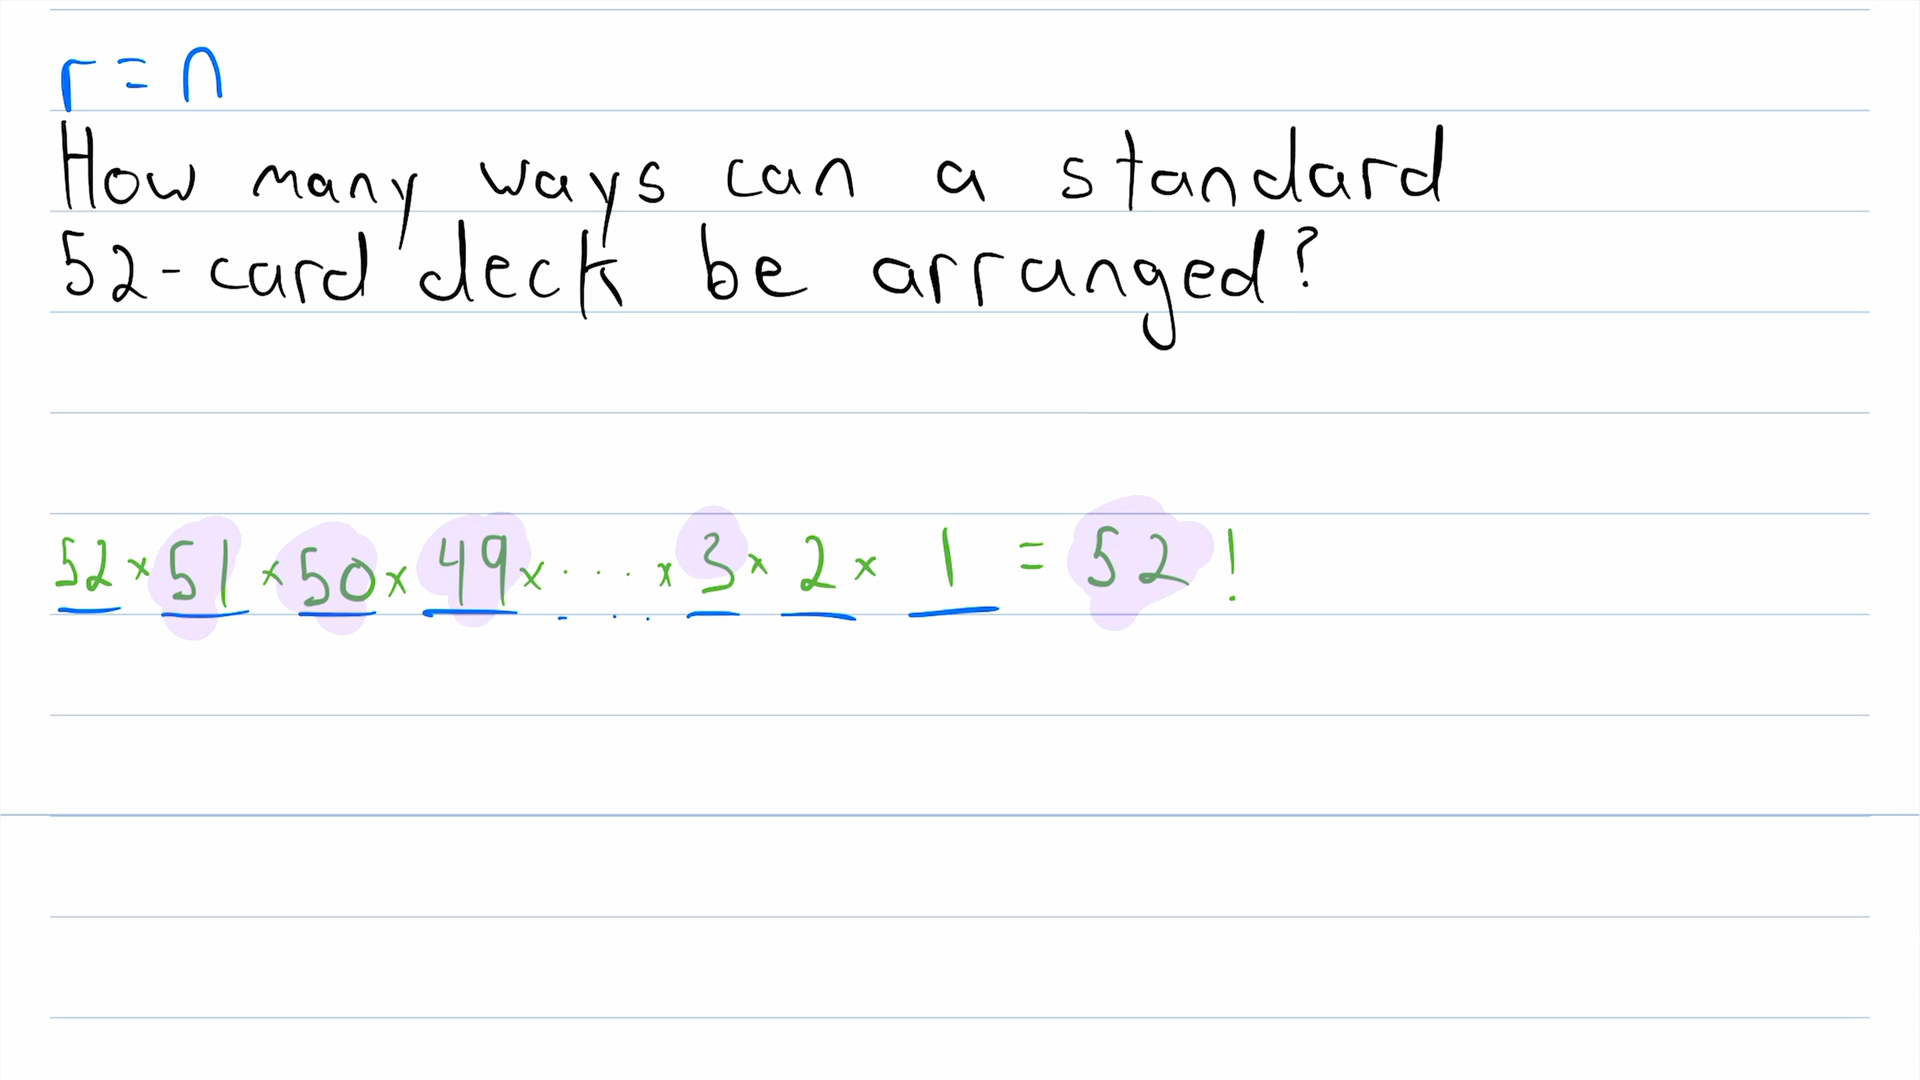 r = n
How many ways can a standard
52-card deck be arranged?
52 × 51 × 50 × 49 × ... × 3 × 2 × 1 = 52!